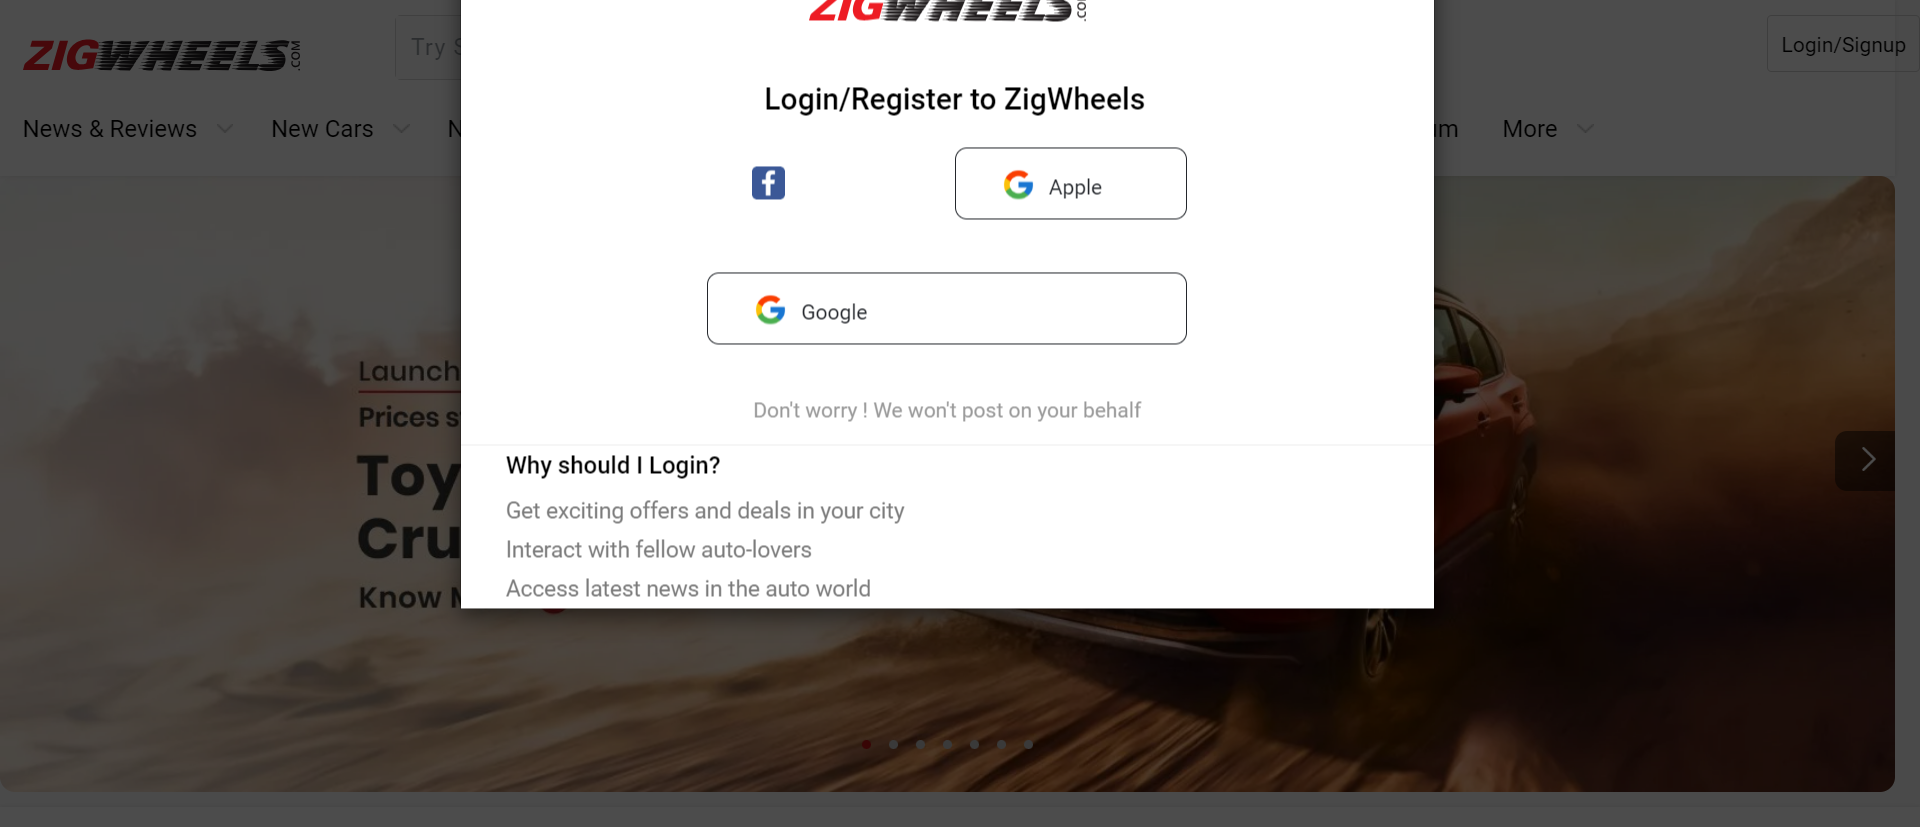 ZIGWHEELS.COM
Try
Login/Signup
News & Reviews
New Cars
More
ZIGWHEELS
Login/Register to ZigWheels
Apple
Google
Don't worry ! We won't post on your behalf
Why should I Login?
Get exciting offers and deals in your city
Interact with fellow auto-lovers
Access latest news in the auto world
Launch
Prices
Toy
Cru
Know